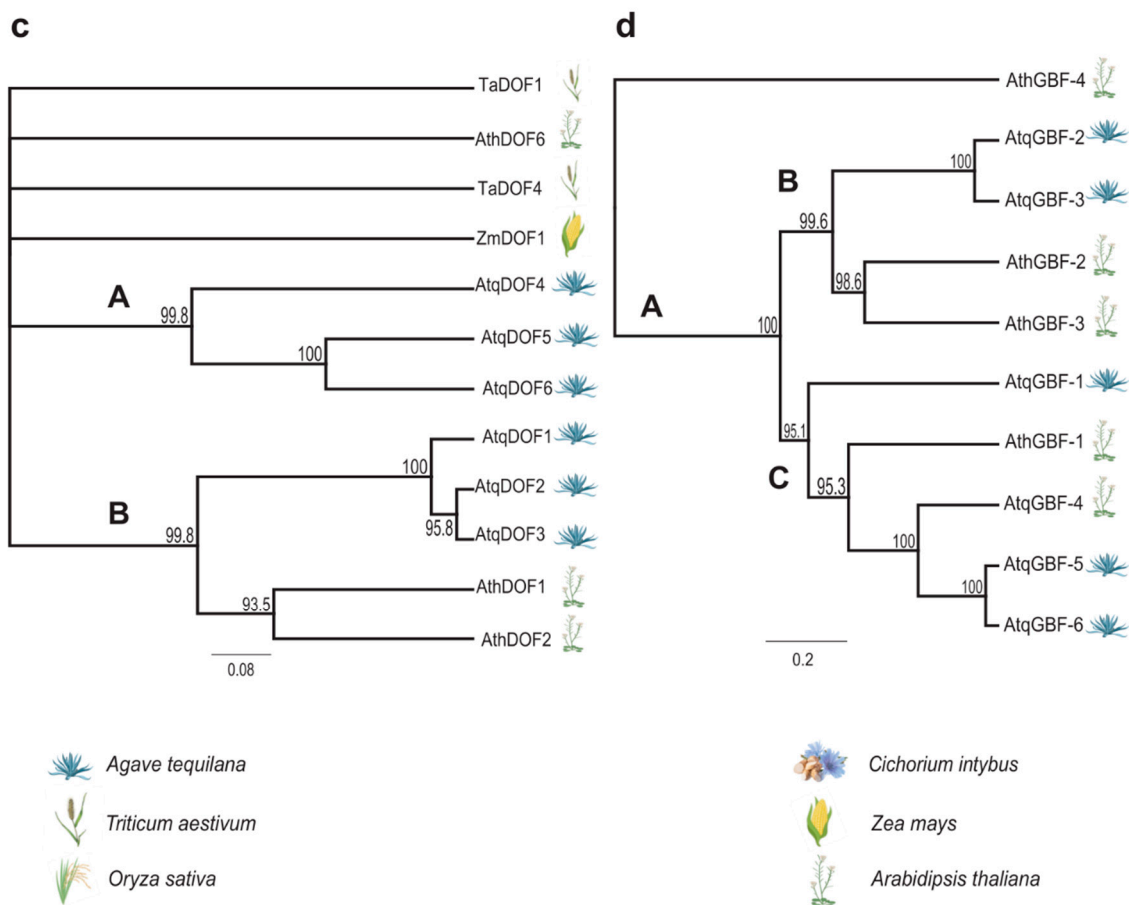 c
TaDOF1
AthDOF6
TaDOF4
ZmDOF1
A
AtqDOF4
99.8
AtqDOF5
100
AtqDOF6
AtqDOF1
100
AtqDOF2
B
95.8
AtqDOF3
99.8
AthDOF1
93.5
AthDOF2
0.08
d
AthGBF-4
AtqGBF-2
100
B
AtqGBF-3
99.6
AthGBF-2
98.6
AthGBF-3
A
100
AtqGBF-1
95.1
AthGBF-1
C
95.3
AtqGBF-4
100
AtqGBF-5
100
AtqGBF-6
0.2
Agave tequilana
Triticum aestivum
Oryza sativa
Cichorium intybus
Zea mays
Arabidipsis thaliana